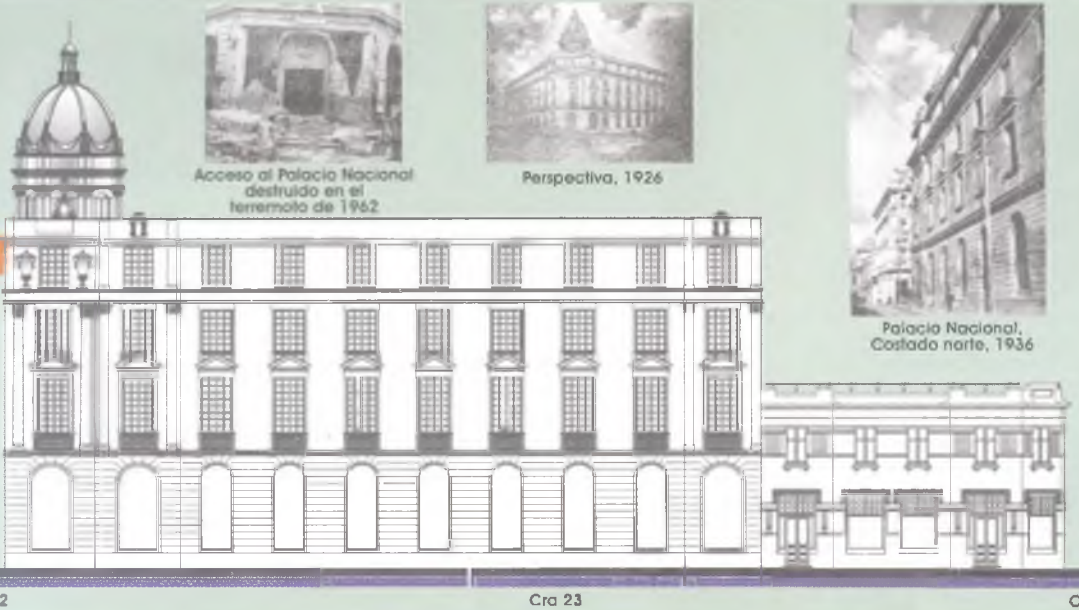 Acceso al Palacio Nacional
destruido en el
terremoto de 1962
Perspectiva, 1926
Palacio Nacional,
Costado norte, 1936
2
Cra 23
C